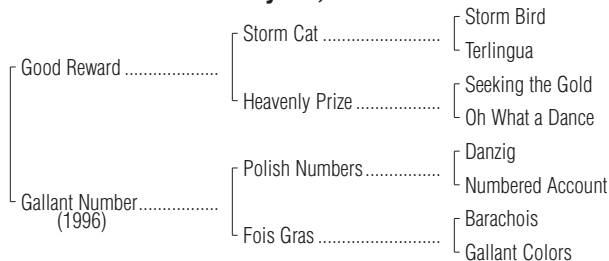 Storm Bird
Storm Cat ......................
Terlingua
Good Reward ....................
Seeking the Gold
Heavenly Prize ..................
Oh What a Dance
Danzig
Polish Numbers................
Numbered Account
Gallant Number.................
(1996)
Barachois
Fois Gras ..........................
Gallant Colors